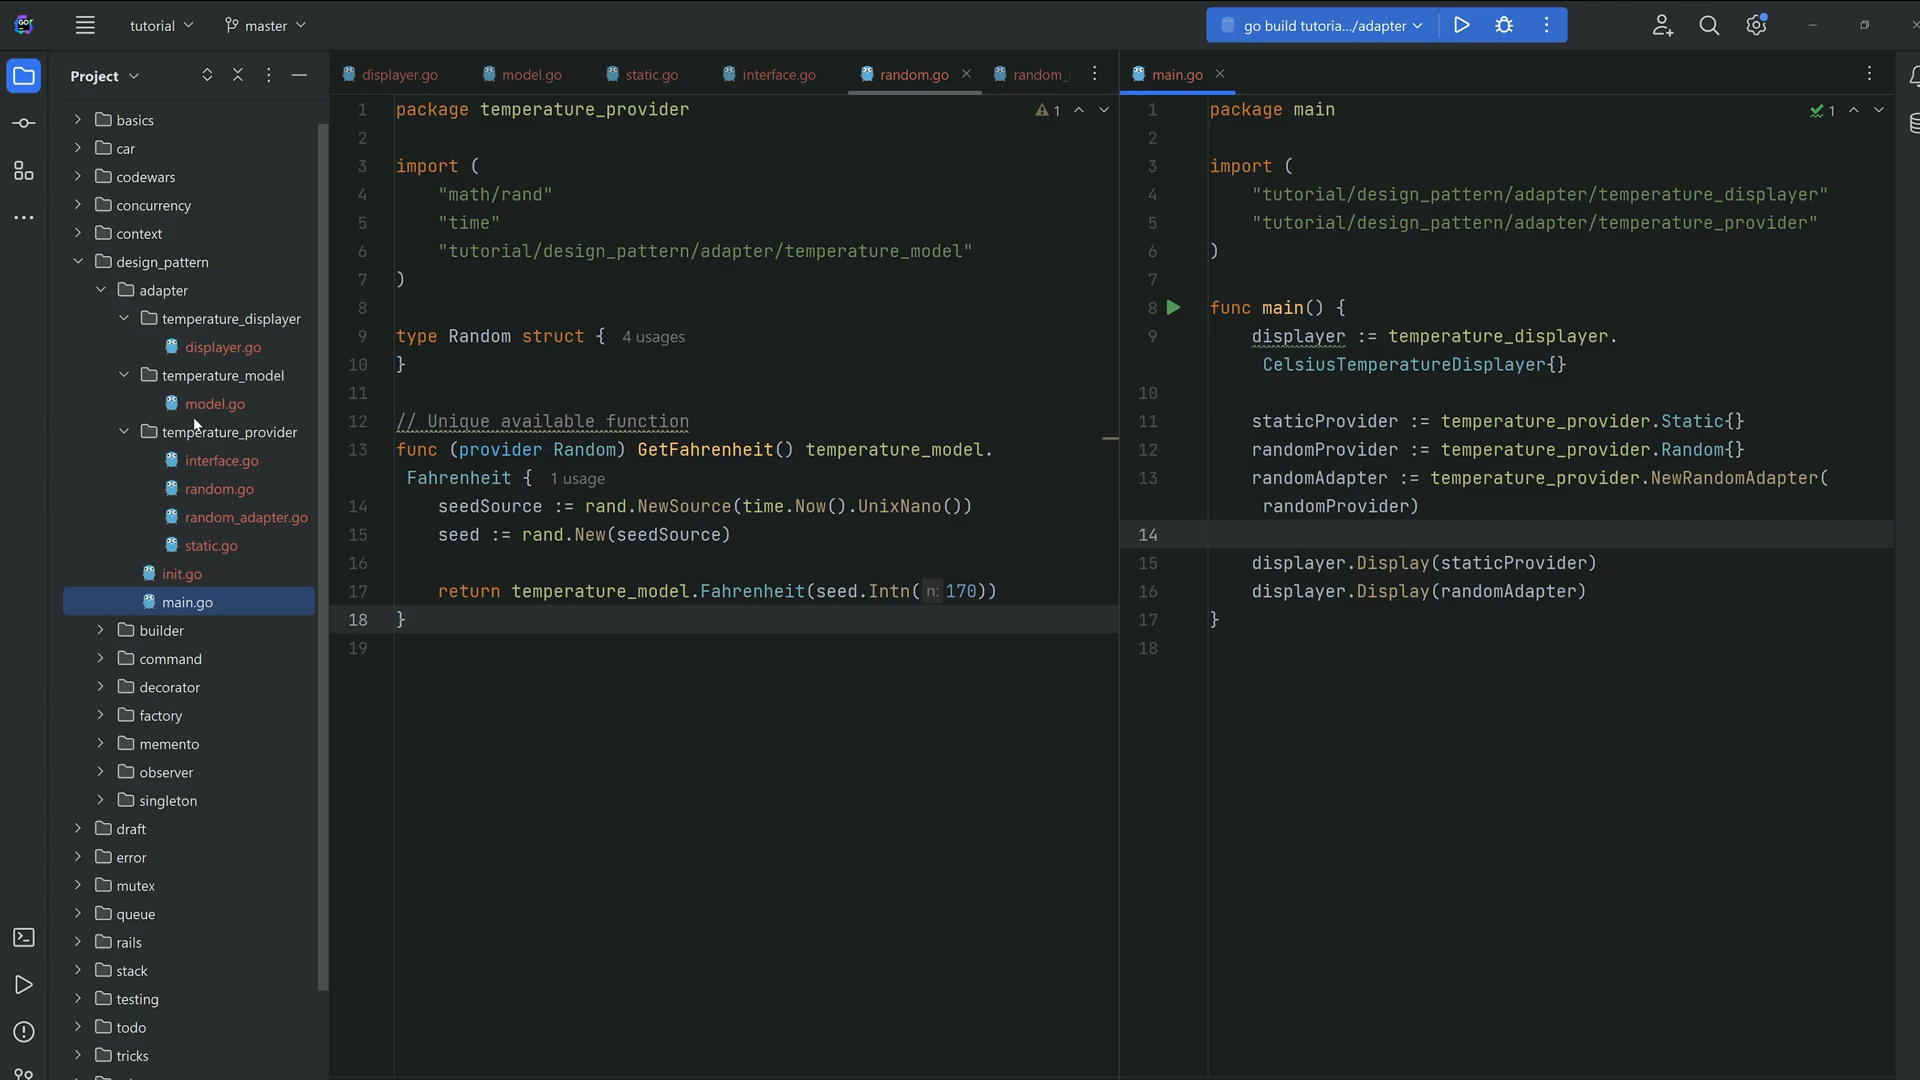 GO
tutorial
master
go build tutoria.../adapter
Project
basics
car
codewars
concurrency
context
design_pattern
adapter
temperature_displayer
displayer.go
temperature_model
model.go
temperature_provider
interface.go
random.go
random_adapter.go
static.go
init.go
main.go
builder
command
decorator
factory
memento
observer
singleton
draft
error
mutex
queue
rails
stack
testing
todo
tricks
displayer.go
model.go
static.go
interface.go
random.go
random_
1 package temperature_provider
1
2
3 import (
4 "math/rand"
5 "time"
6 "tutorial/design_pattern/adapter/temperature_model"
7 )
8
9 type Random struct { 4 usages
10 }
11
12 // Unique available function
13 func (provider Random) GetFahrenheit() temperature_model.
Fahrenheit { 1 usage
14 seedSource := rand.NewSource(time.Now().UnixNano())
15 seed := rand.New(seedSource)
16
17 return temperature_model.Fahrenheit(seed.Intn( n: 170))
18 }
19
main.go
1 package main
1
2
3 import (
4 "tutorial/design_pattern/adapter/temperature_displayer"
5 "tutorial/design_pattern/adapter/temperature_provider"
6 )
7
8 func main() {
9 displayer := temperature_displayer.
CelsiusTemperatureDisplayer{}
10
11 staticProvider := temperature_provider.Static{}
12 randomProvider := temperature_provider.Random{}
13 randomAdapter := temperature_provider.NewRandomAdapter(
randomProvider)
14
15 displayer.Display(staticProvider)
16 displayer.Display(randomAdapter)
17 }
18